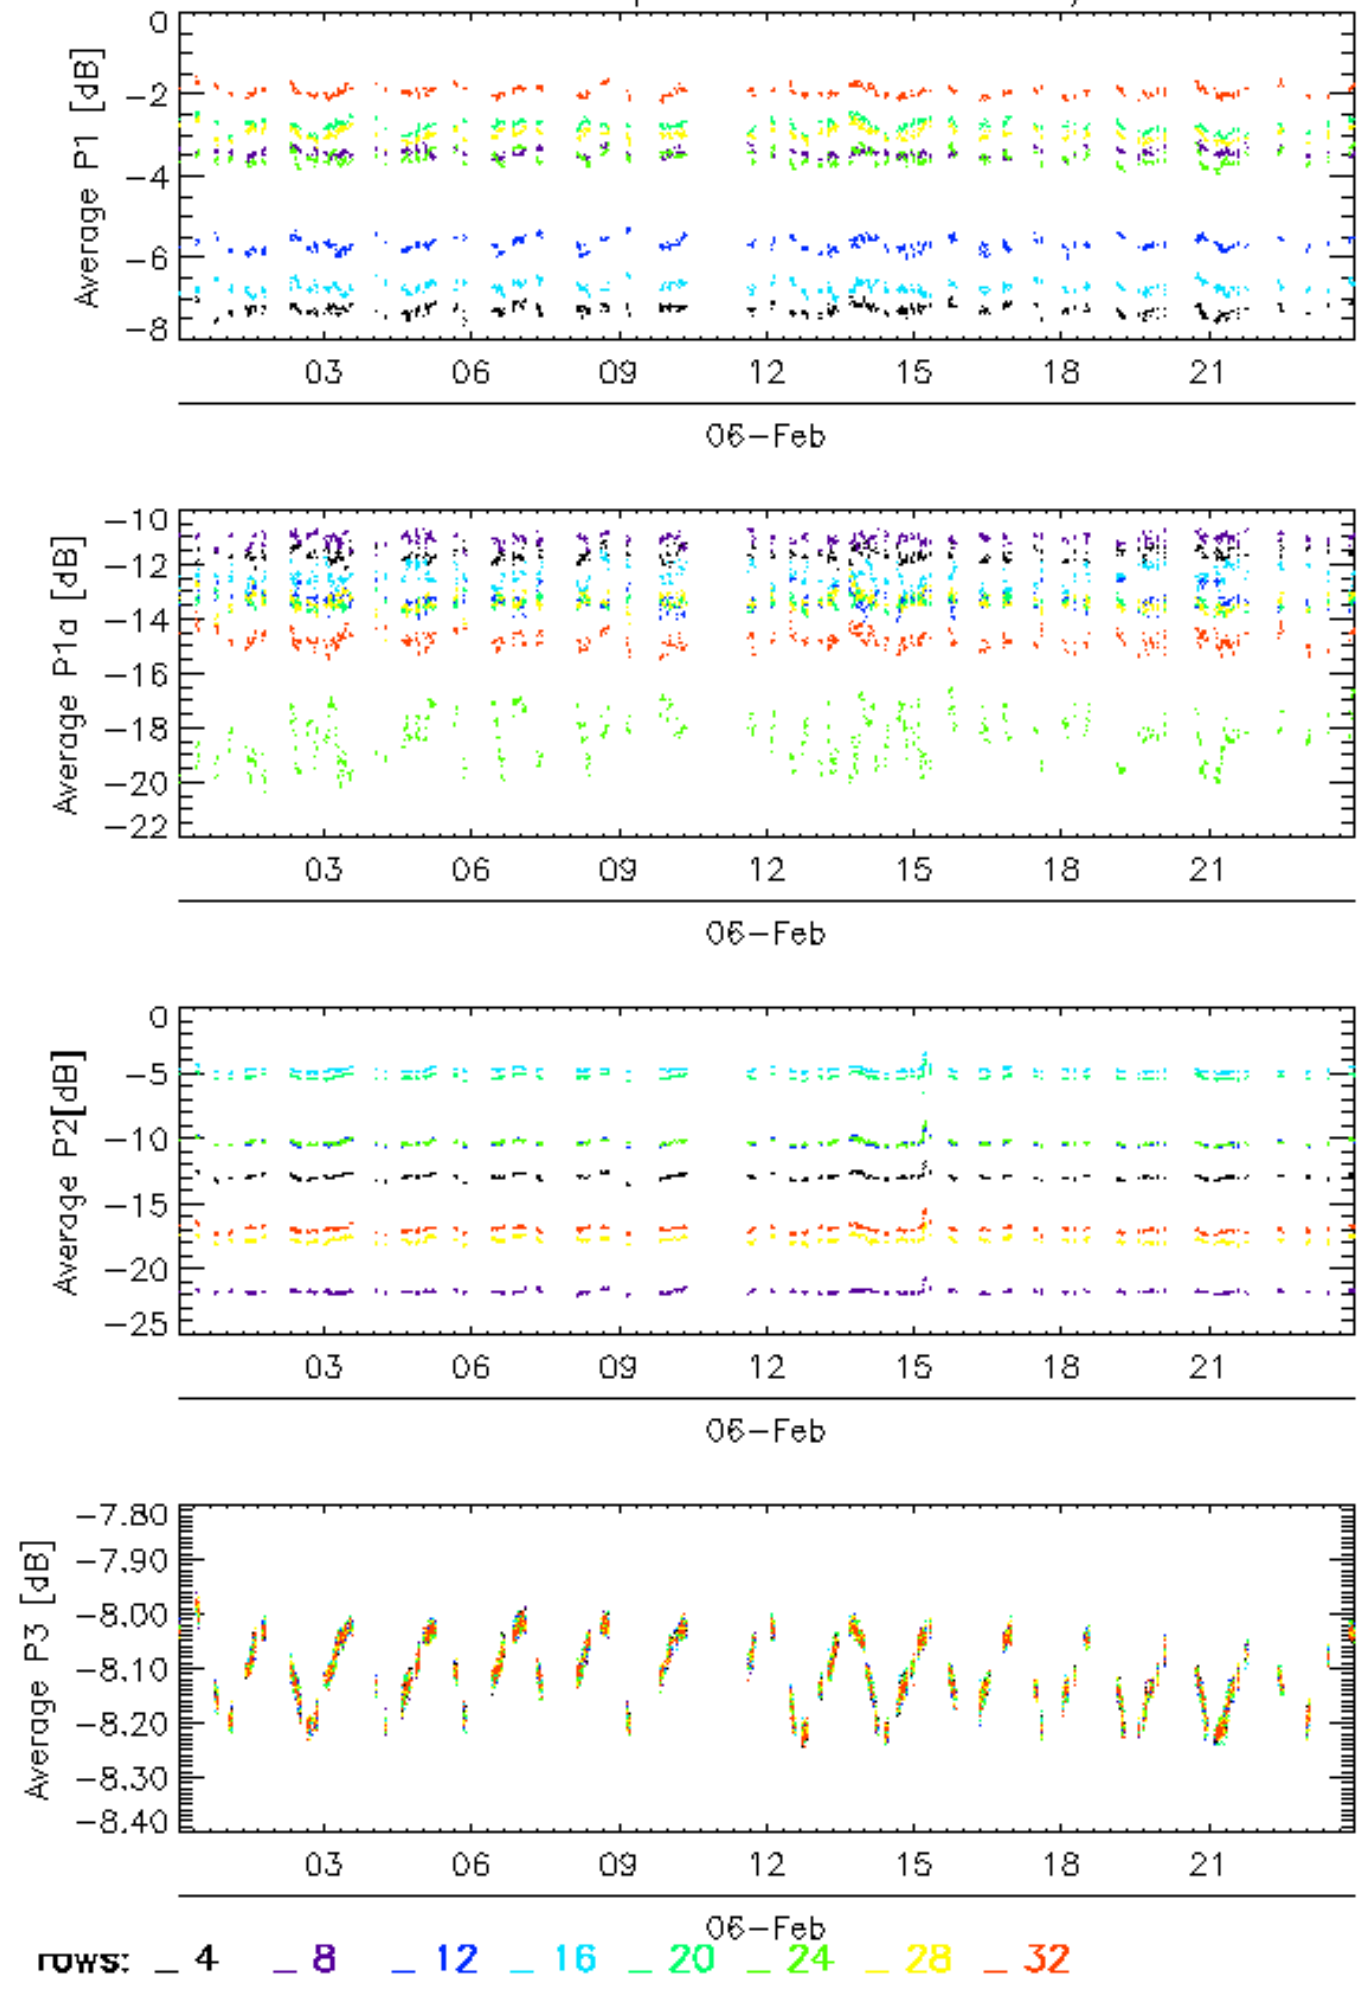 0
Average P1 [dB]
-2
-4
-6
-8
03 06 09 12 15 18 21
06-Feb
-10
Average P1a [dB]
-12
-14
-16
-18
-20
-22
03 06 09 12 15 18 21
06-Feb
0
Average P2[dB]
-5
-10
-15
-20
-25
03 06 09 12 15 18 21
06-Feb
-7.80
Average P3 [dB]
-7.90
-8.00
-8.10
-8.20
-8.30
-8.40
03 06 09 12 15 18 21
06-Feb
rows: _ 4 _ 8 _ 12 _ 16 _ 20 _ 24 _ 28 _ 32